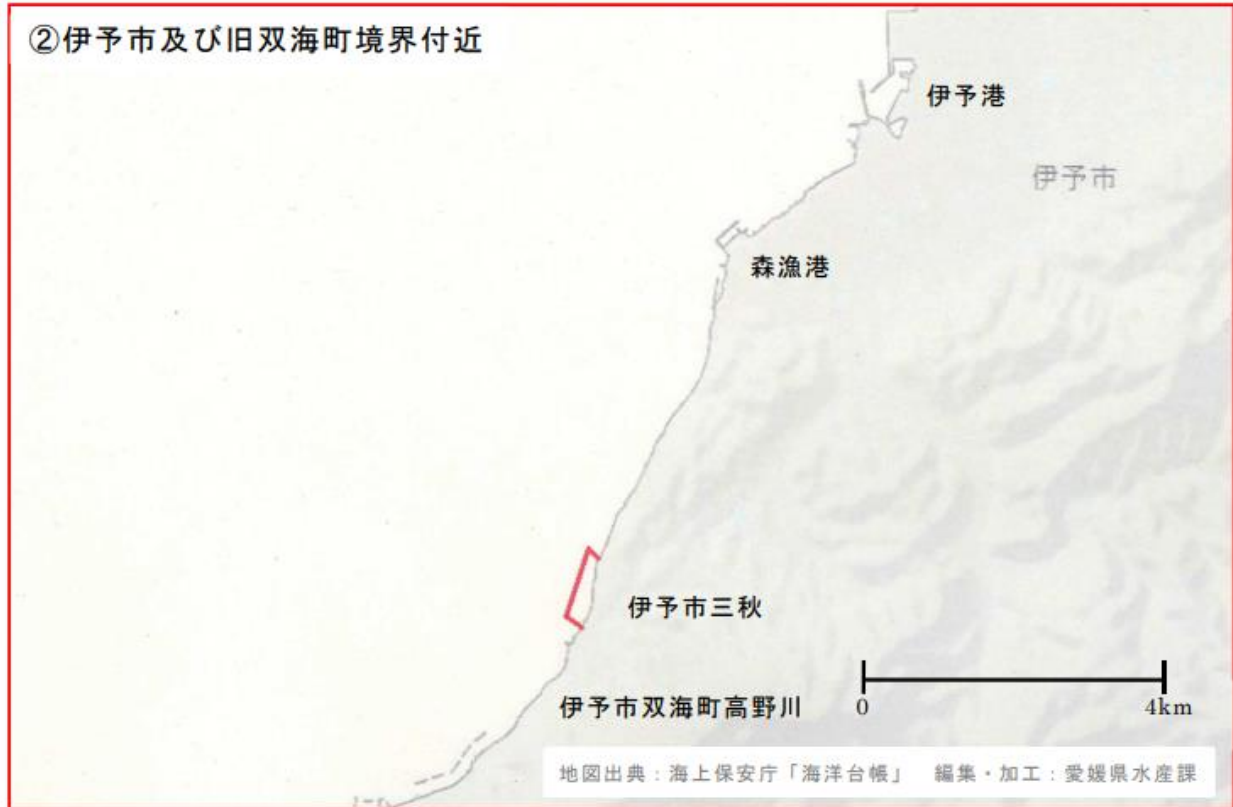 ②伊予市及び旧双海町境界付近
伊予港
伊予市
森漁港
伊予市三秋
伊予市双海町高野川
0 4km
地図出典：海上保安庁「海洋台帳」 編集・加工：愛媛県水産課